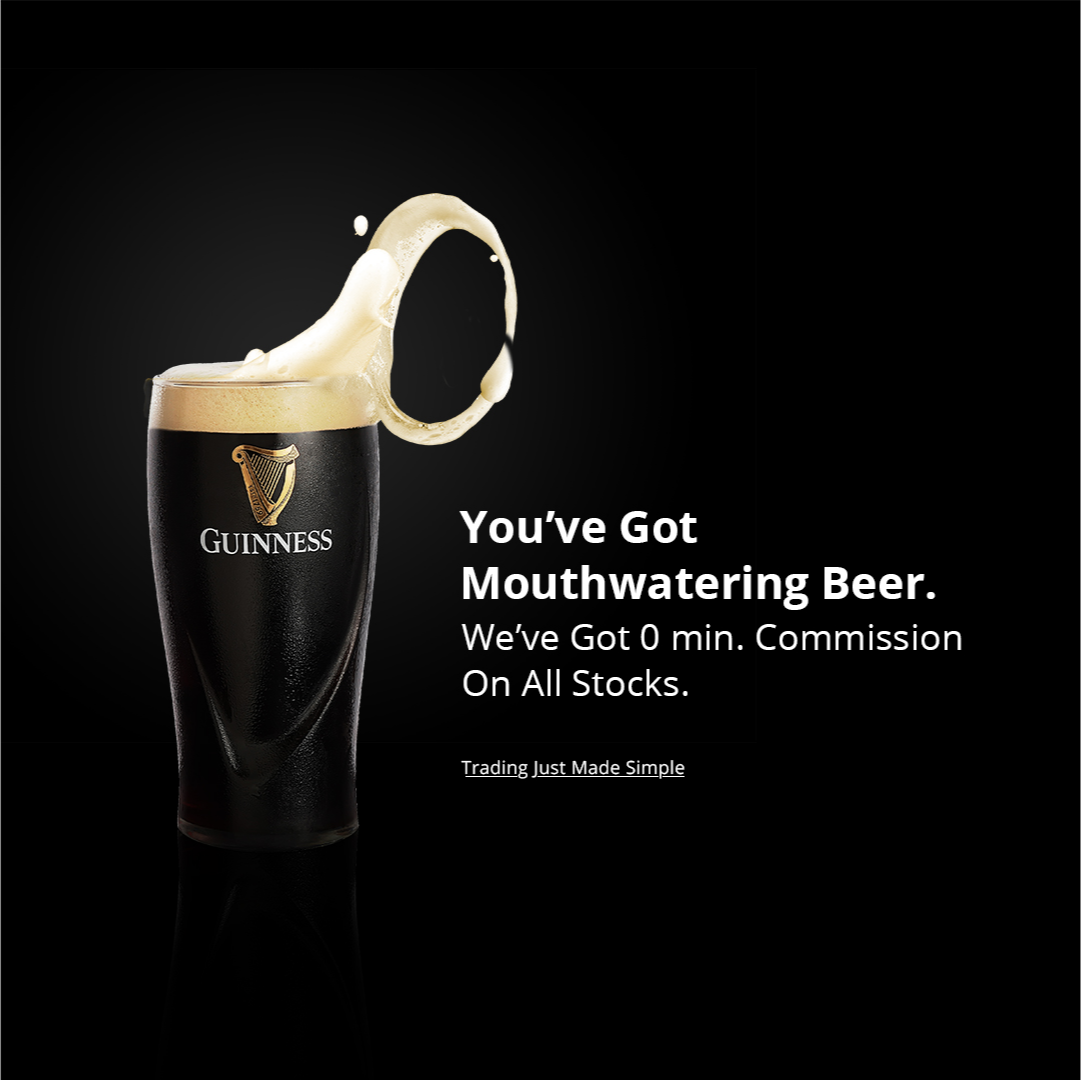 GUINNESS
You’ve Got
Mouthwatering Beer.
We’ve Got 0 min. Commission
On All Stocks.
Trading Just Made Simple